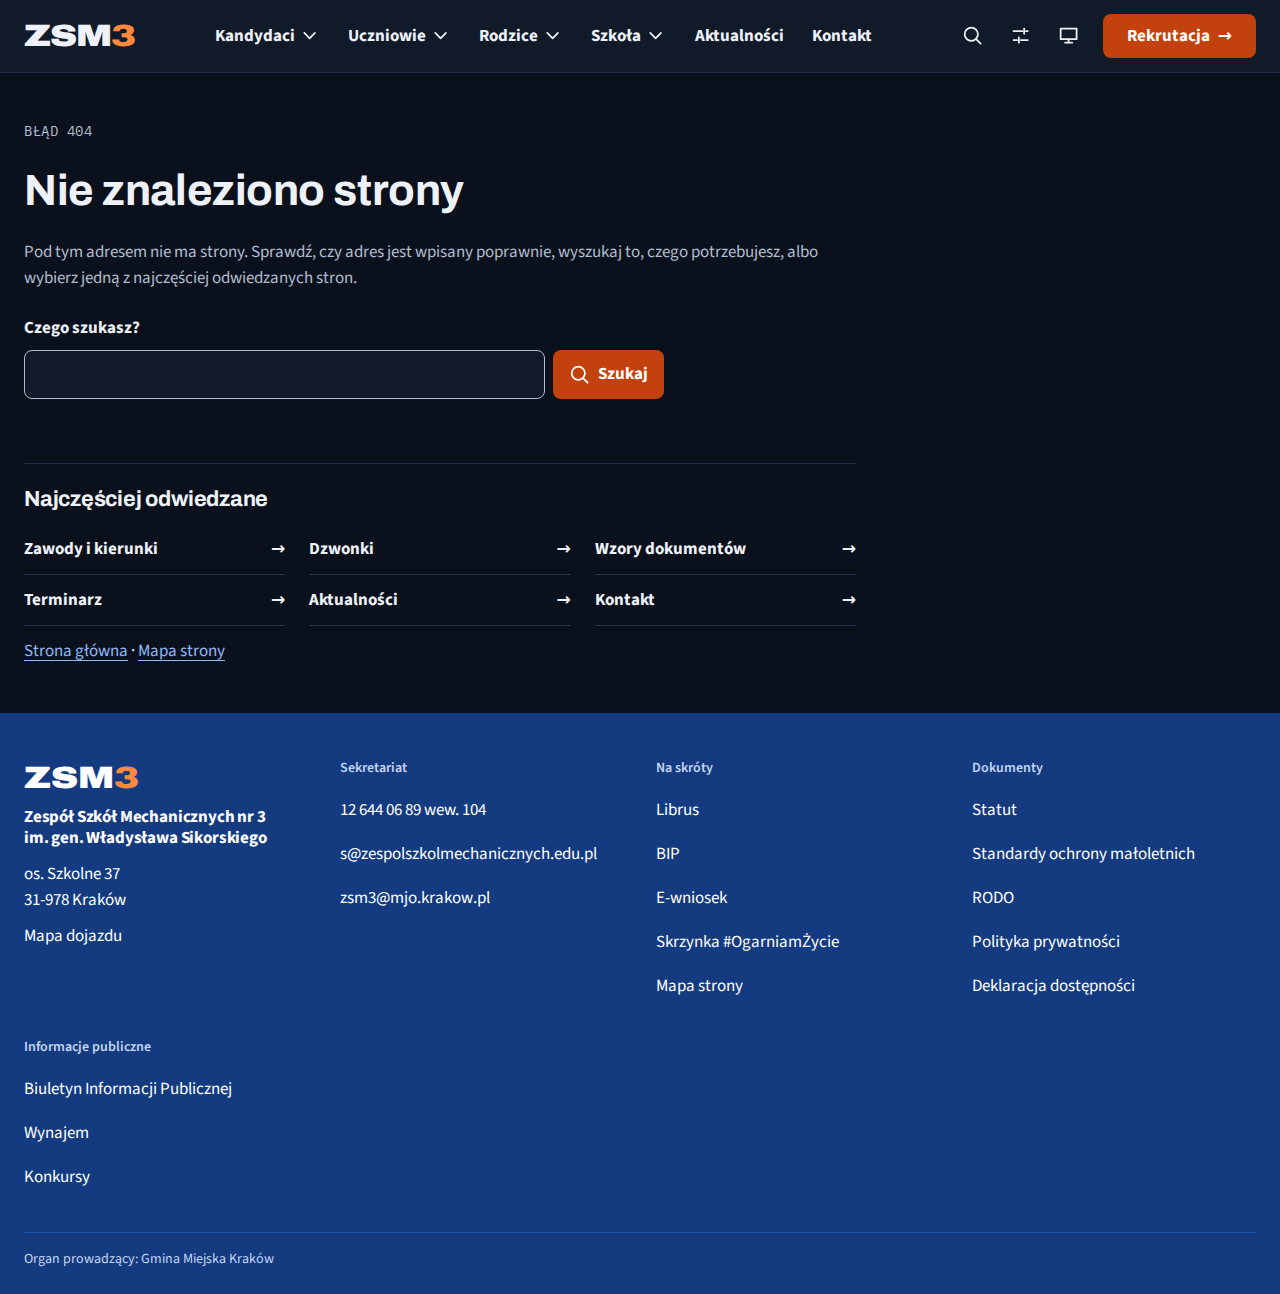 ZSM3
Kandydaci
Uczniowie
Rodzice
Szkoła
Aktualności
Kontakt
Rekrutacja →
BŁĄD 404
Nie znaleziono strony
Pod tym adresem nie ma strony. Sprawdź, czy adres jest wpisany poprawnie, wyszukaj to, czego potrzebujesz, albo
wybierz jedną z najczęściej odwiedzanych stron.
Czego szukasz?
Szukaj
Najczęściej odwiedzane
Zawody i kierunki →
Dzwonki →
Wzory dokumentów →
Terminarz →
Aktualności →
Kontakt →
Strona główna · Mapa strony
ZSM3
Zespół Szkół Mechanicznych nr 3
im. gen. Władysława Sikorskiego
os. Szkolne 37
31-978 Kraków
Mapa dojazdu
Sekretariat
12 644 06 89 wew. 104
s@zespolszkolmechanicznych.edu.pl
zsm3@mjo.krakow.pl
Na skróty
Librus
BIP
E-wniosek
Skrzynka #OgarniamŻycie
Mapa strony
Dokumenty
Statut
Standardy ochrony małoletnich
RODO
Polityka prywatności
Deklaracja dostępności
Informacje publiczne
Biuletyn Informacji Publicznej
Wynajem
Konkursy
Organ prowadzący: Gmina Miejska Kraków